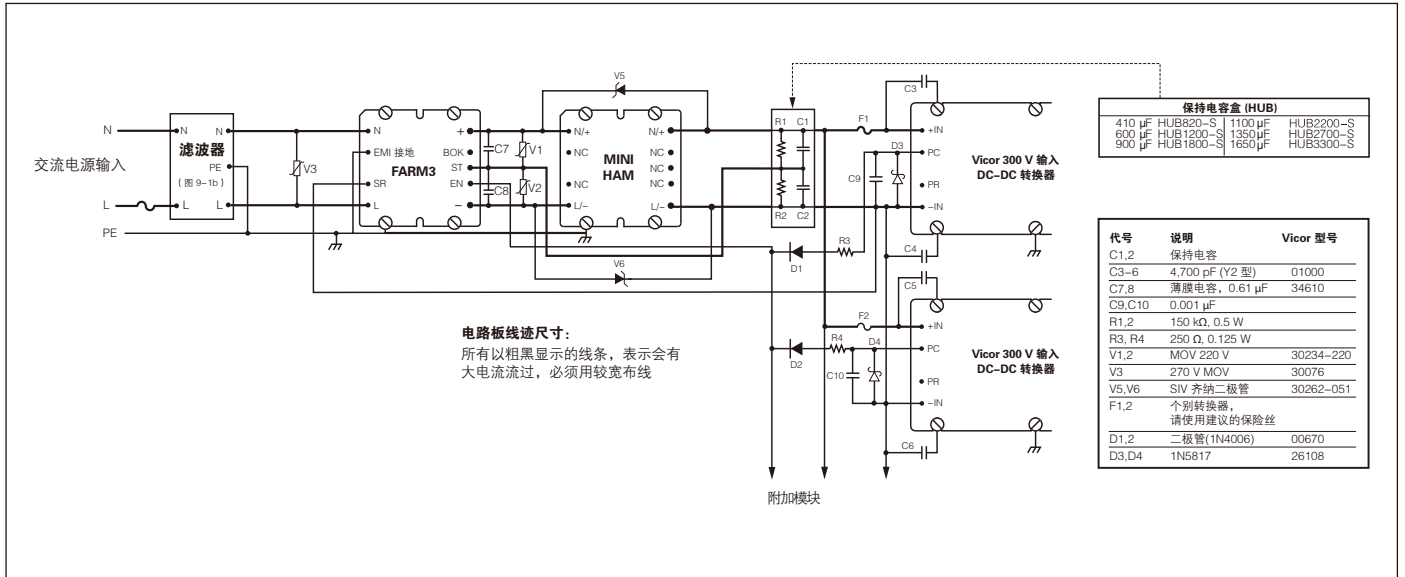 交流电源输入
N
L
PE
N
N
滤波器
PE
(图 9–1b)
L
L
V3
N
+
EMI 接地
BOK
FARM3
ST
SR
EN
L
–
C7
V1
C8
V2
V5
N/+
N/+
NC
NC
MINI
HAM
NC
NC
NC
L/–
L/–
V6
R1
C1
R2
C2
F1
C3
+IN
D3
PC
C9
Vicor 300 V 输入
DC–DC 转换器
PR
–IN
D1
R3
C4
C5
F2
+IN
R4
D4
PC
D2
C10
Vicor 300 V 输入
DC–DC 转换器
PR
–IN
C6
附加模块
电路板线迹尺寸：
所有以粗黑显示的线条，表示会有
大电流流过，必须用较宽布线
保持电容盒 (HUB)
410 μF HUB820–S 1100 μF HUB2200–S
600 μF HUB1200–S 1350 μF HUB2700–S
900 μF HUB1800–S 1650 μF HUB3300–S
代号 说明 Vicor 型号
C1,2 保持电容
C3–6 4,700 pF (Y2 型) 01000
C7,8 薄膜电容，0.61 μF 34610
C9,C10 0.001 μF
R1,2 150 kΩ, 0.5 W
R3, R4 250 Ω, 0.125 W
V1,2 MOV 220 V 30234–220
V3 270 V MOV 30076
V5,V6 SIV 齐纳二极管 30262–051
F1,2 个别转换器，
请使用建议的保险丝
D1,2 二极管(1N4006) 00670
D3,D4 1N5817 26108